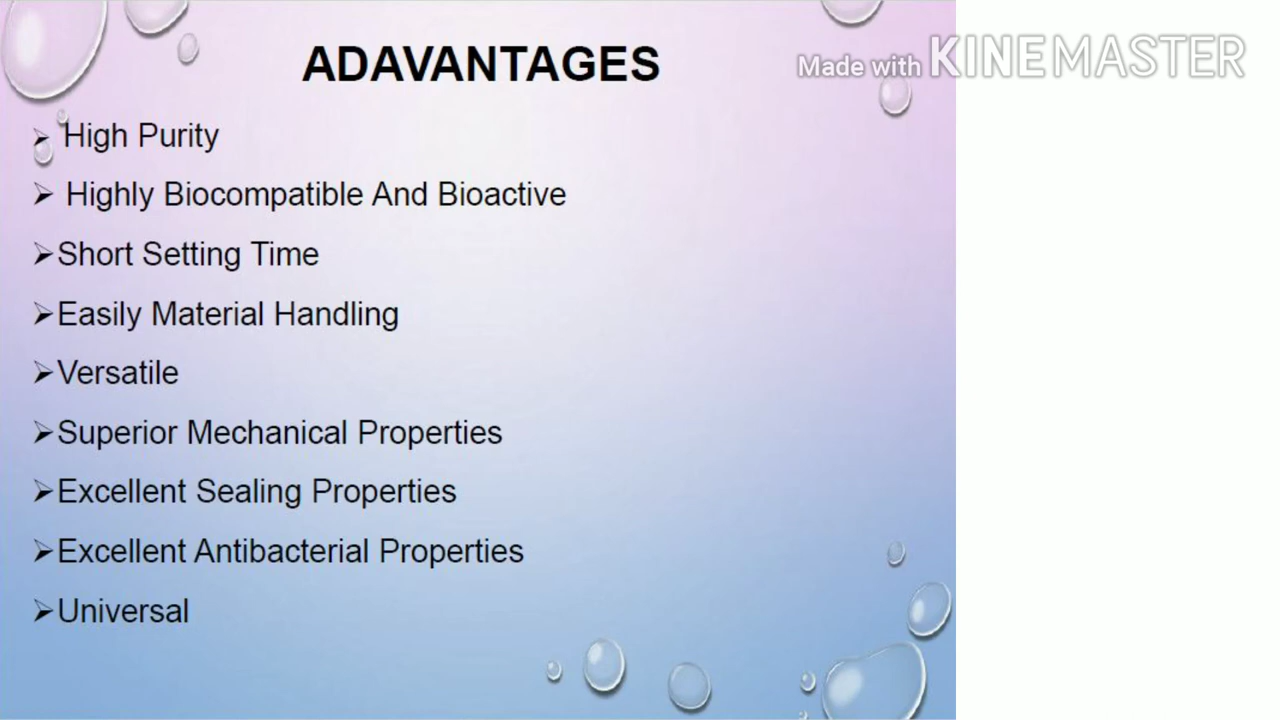 ADAVANTAGES
Made with KINEMASTER
➢ High Purity
➢ Highly Biocompatible And Bioactive
➢Short Setting Time
➢Easily Material Handling
➢Versatile
➢Superior Mechanical Properties
➢Excellent Sealing Properties
➢Excellent Antibacterial Properties
➢Universal